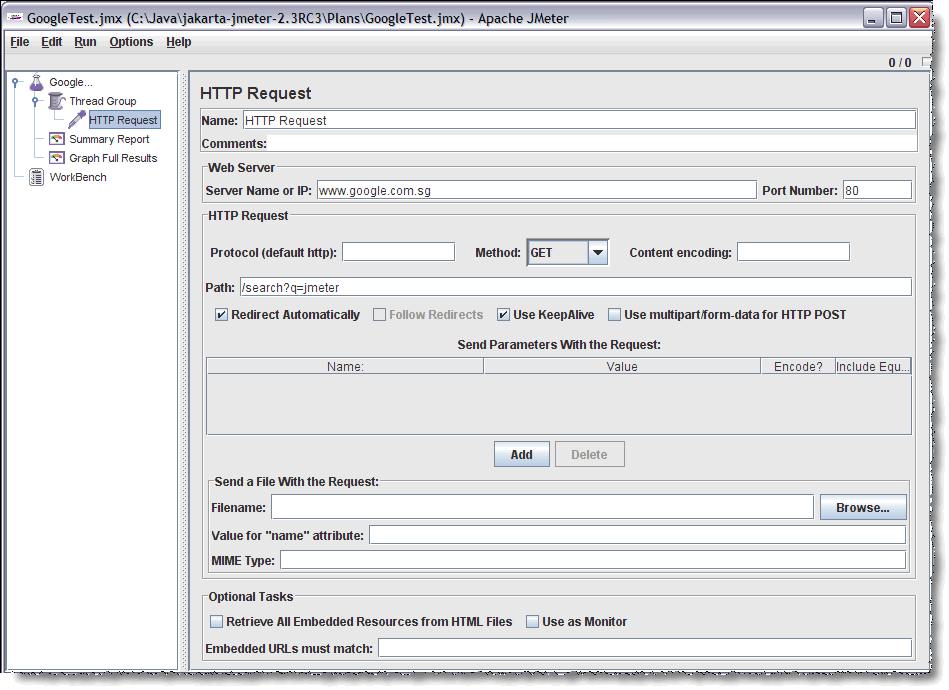 GoogleTest.jmx (C:\Java\jakarta-jmeter-2.3RC3\Plans\GoogleTest.jmx) - Apache JMeter
File Edit Run Options Help
0 / 0
Google...
Thread Group
HTTP Request
Summary Report
Graph Full Results
WorkBench
HTTP Request
Name: HTTP Request
Comments:
Web Server
Server Name or IP: www.google.com.sg Port Number: 80
HTTP Request
Protocol (default http): Method: GET Content encoding:
Path: /search?q=jmeter
Redirect Automatically Follow Redirects Use KeepAlive Use multipart/form-data for HTTP POST
Send Parameters With the Request:
Name: Value Encode? Include Equ...
Add Delete
Send a File With the Request:
Filename: Browse...
Value for "name" attribute:
MIME Type:
Optional Tasks
Retrieve All Embedded Resources from HTML Files Use as Monitor
Embedded URLs must match: